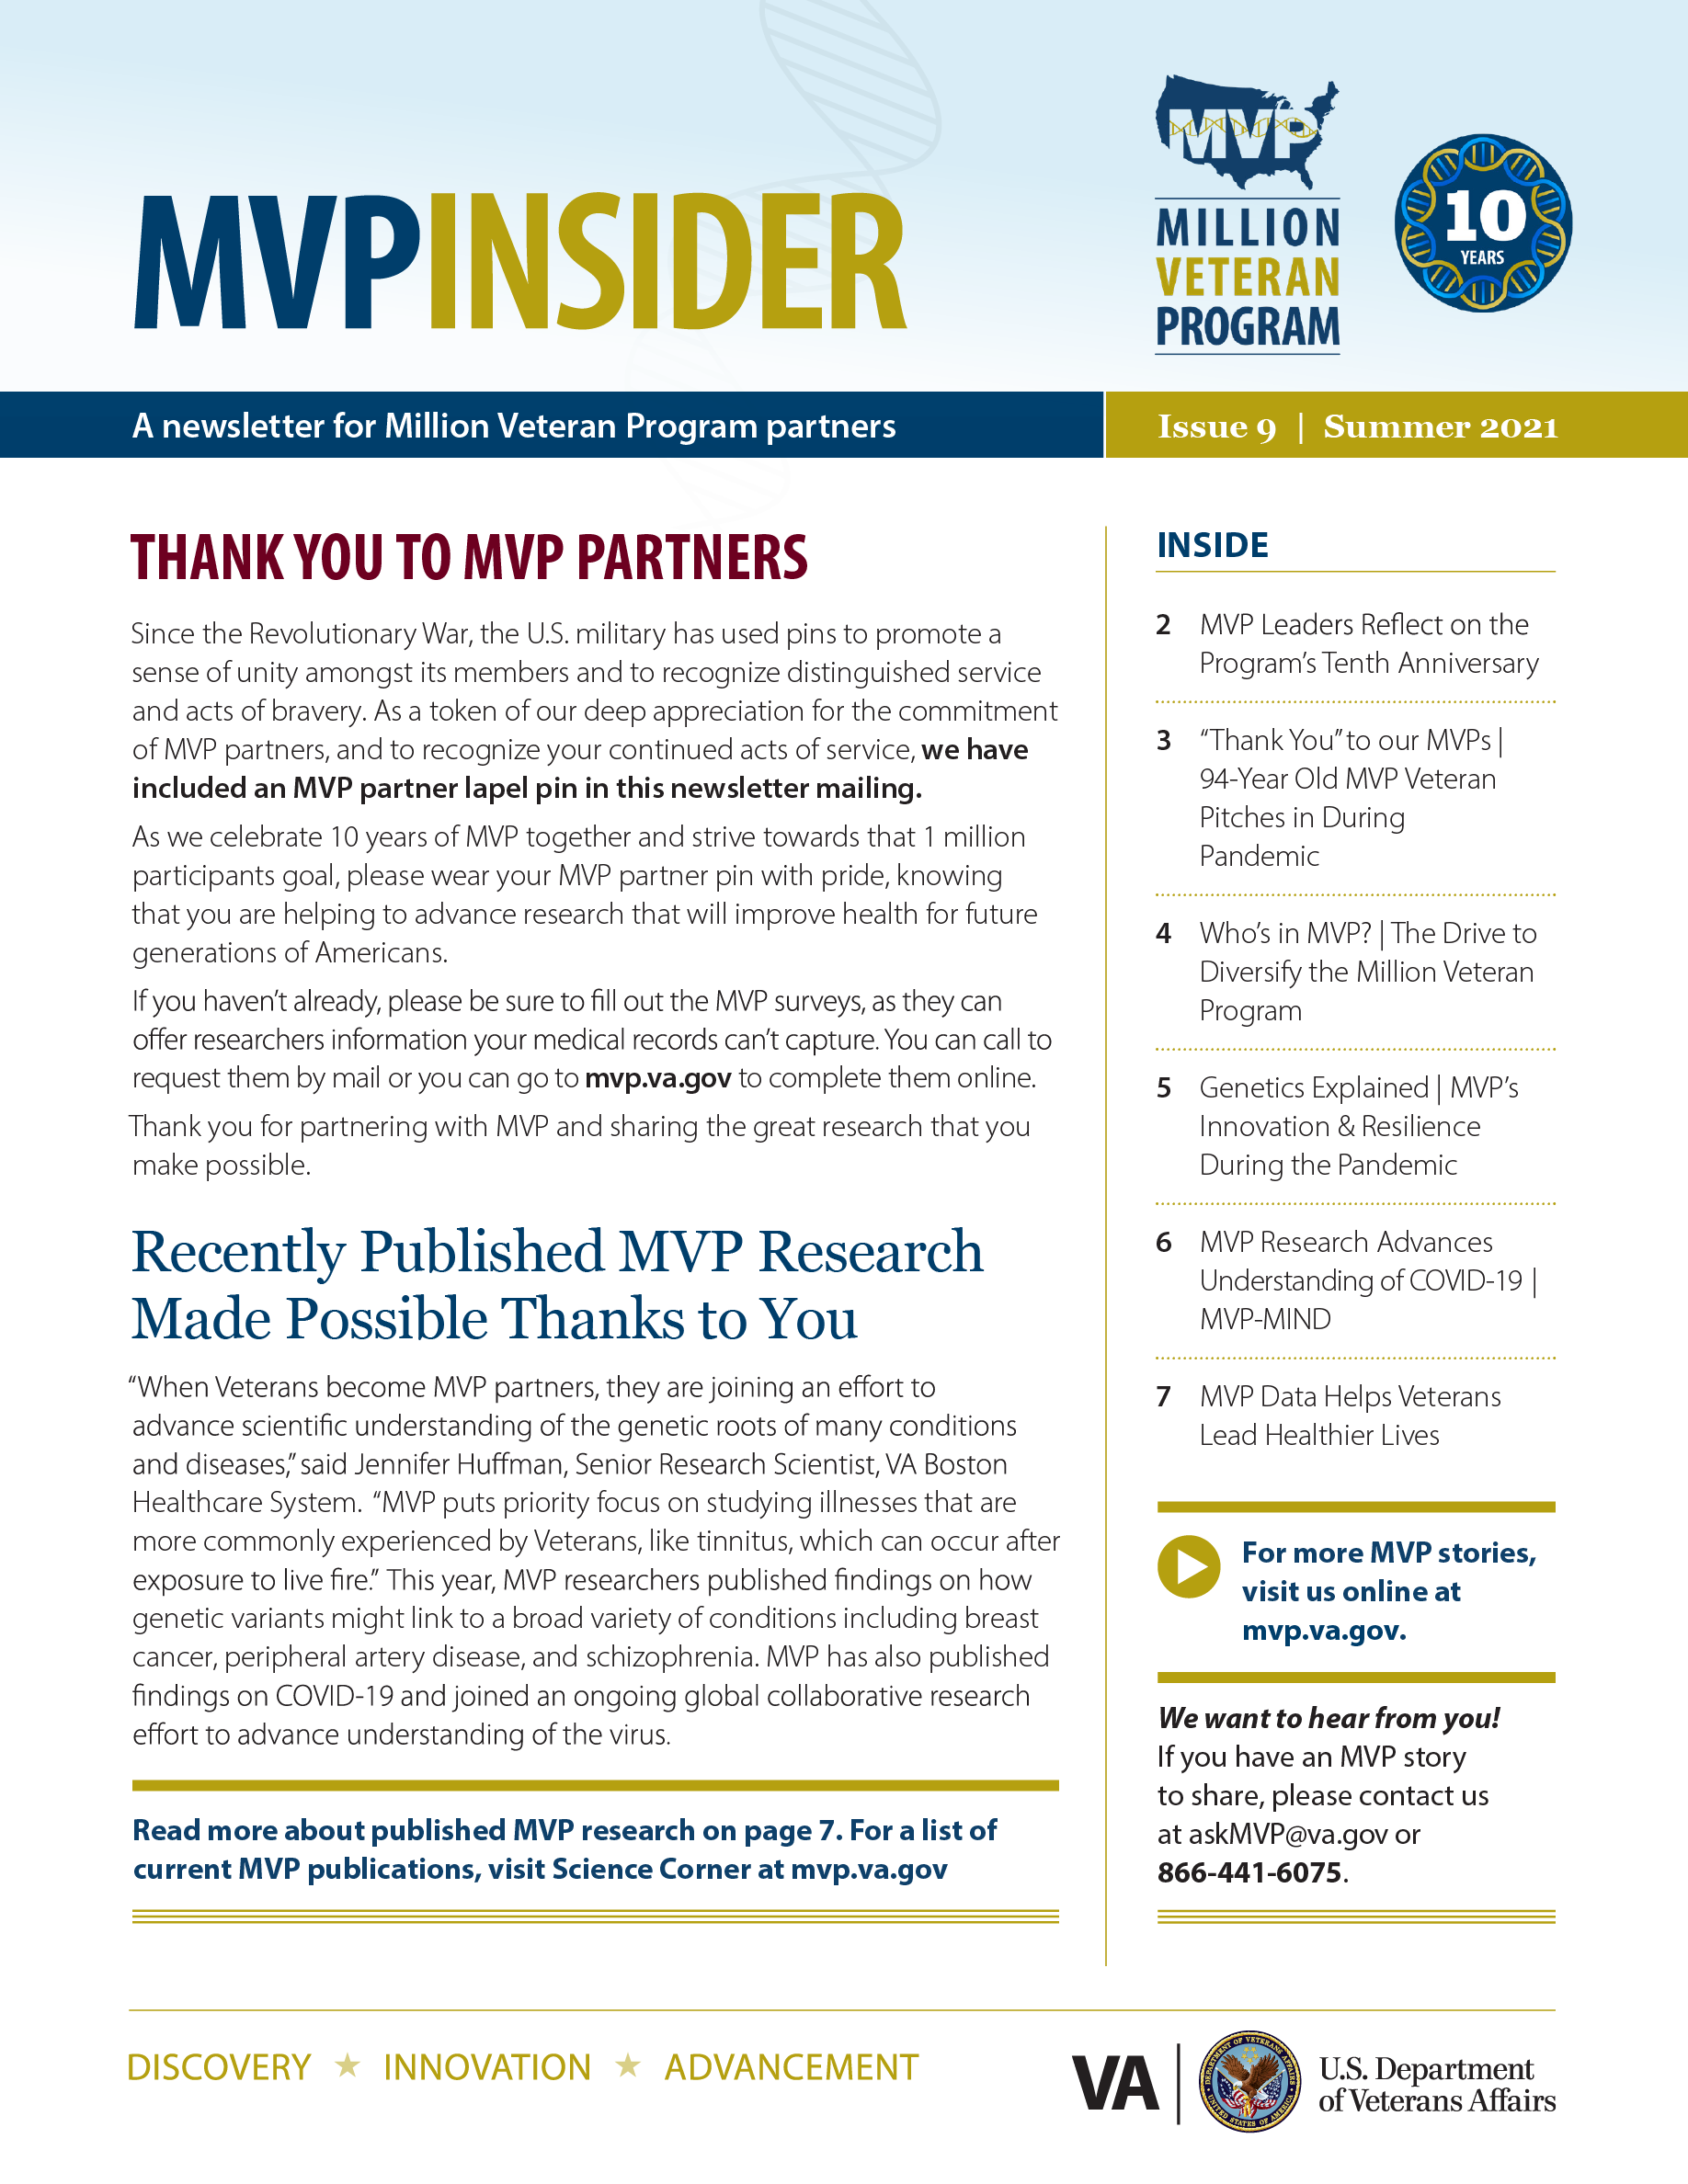 MVPINSIDER
MVP
MILLION
VETERAN
PROGRAM
10
YEARS
A newsletter for Million Veteran Program partners
Issue 9 | Summer 2021
THANK YOU TO MVP PARTNERS
Since the Revolutionary War, the U.S. military has used pins to promote a
sense of unity amongst its members and to recognize distinguished service
and acts of bravery. As a token of our deep appreciation for the commitment
of MVP partners, and to recognize your continued acts of service, we have
included an MVP partner lapel pin in this newsletter mailing.
As we celebrate 10 years of MVP together and strive towards that 1 million
participants goal, please wear your MVP partner pin with pride, knowing
that you are helping to advance research that will improve health for future
generations of Americans.
If you haven't already, please be sure to fill out the MVP surveys, as they can
offer researchers information your medical records can't capture. You can call to
request them by mail or you can go to mvp.va.gov to complete them online.
Thank you for partnering with MVP and sharing the great research that you
make possible.
Recently Published MVP Research
Made Possible Thanks to You
“When Veterans become MVP partners, they are joining an effort to
advance scientific understanding of the genetic roots of many conditions
and diseases,” said Jennifer Huffman, Senior Research Scientist, VA Boston
Healthcare System. “MVP puts priority focus on studying illnesses that are
more commonly experienced by Veterans, like tinnitus, which can occur after
exposure to live fire.” This year, MVP researchers published findings on how
genetic variants might link to a broad variety of conditions including breast
cancer, peripheral artery disease, and schizophrenia. MVP has also published
findings on COVID-19 and joined an ongoing global collaborative research
effort to advance understanding of the virus.
Read more about published MVP research on page 7. For a list of
current MVP publications, visit Science Corner at mvp.va.gov
INSIDE
2 MVP Leaders Reflect on the
Program's Tenth Anniversary
3 “Thank You” to our MVPs |
94-Year Old MVP Veteran
Pitches in During
Pandemic
4 Who's in MVP? | The Drive to
Diversify the Million Veteran
Program
5 Genetics Explained | MVP's
Innovation & Resilience
During the Pandemic
6 MVP Research Advances
Understanding of COVID-19 |
MVP-MIND
7 MVP Data Helps Veterans
Lead Healthier Lives
For more MVP stories,
visit us online at
mvp.va.gov.
We want to hear from you!
If you have an MVP story
to share, please contact us
at askMVP@va.gov or
866-441-6075.
DISCOVERY ★ INNOVATION ★ ADVANCEMENT
VA
DEPARTMENT OF VETERANS AFFAIRS
UNITED STATES OF AMERICA
U.S. Department
of Veterans Affairs